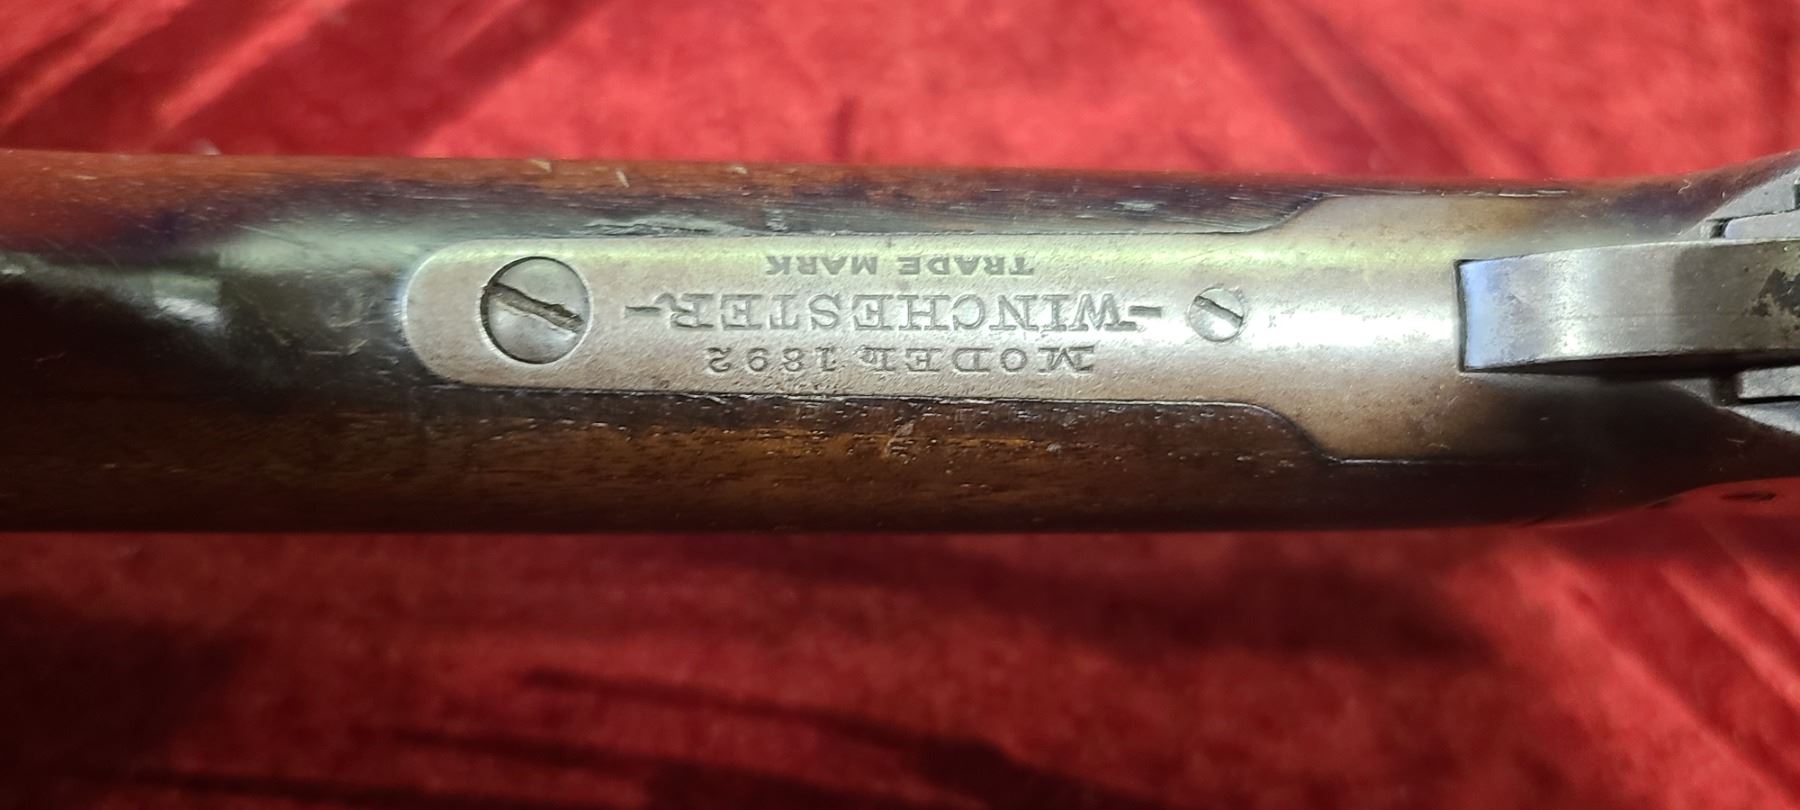 MODEL 1892
-WINCHESTER-
TRADE MARK